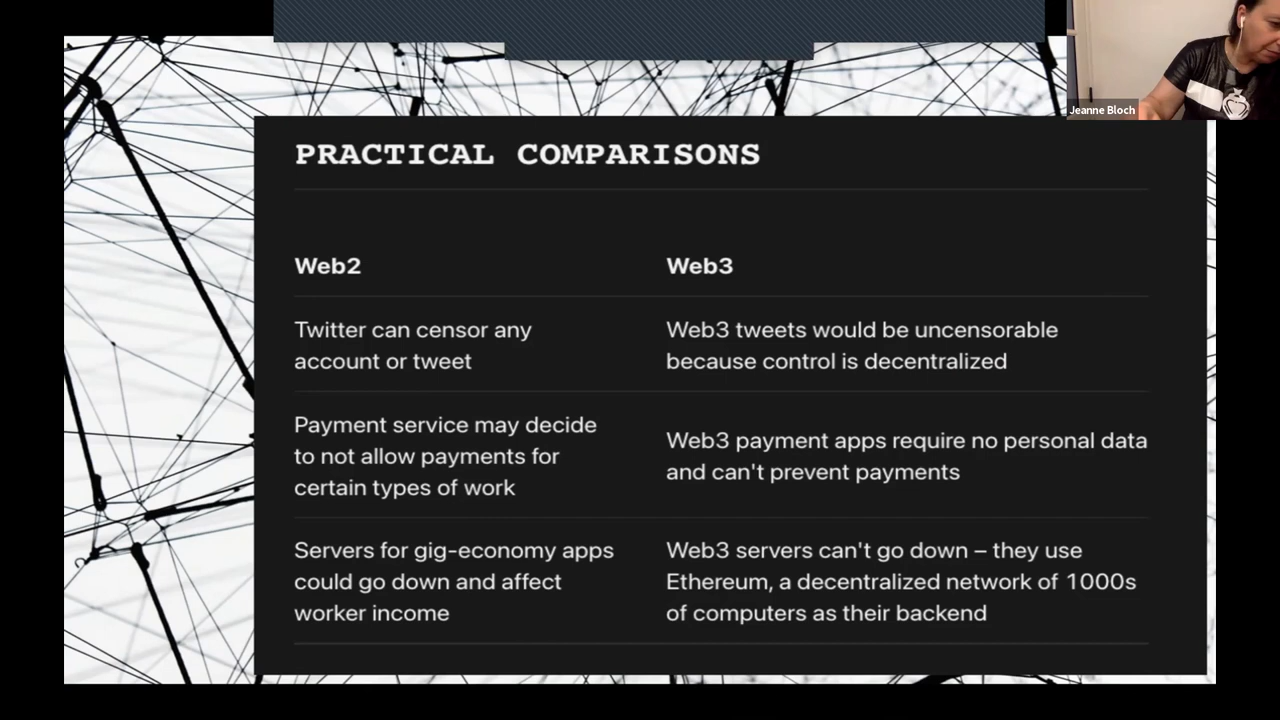 Jeanne Bloch
PRACTICAL COMPARISONS
Web2
Web3
Twitter can censor any
account or tweet
Web3 tweets would be uncensorable
because control is decentralized
Payment service may decide
to not allow payments for
certain types of work
Web3 payment apps require no personal data
and can't prevent payments
Servers for gig-economy apps
could go down and affect
worker income
Web3 servers can't go down – they use
Ethereum, a decentralized network of 1000s
of computers as their backend